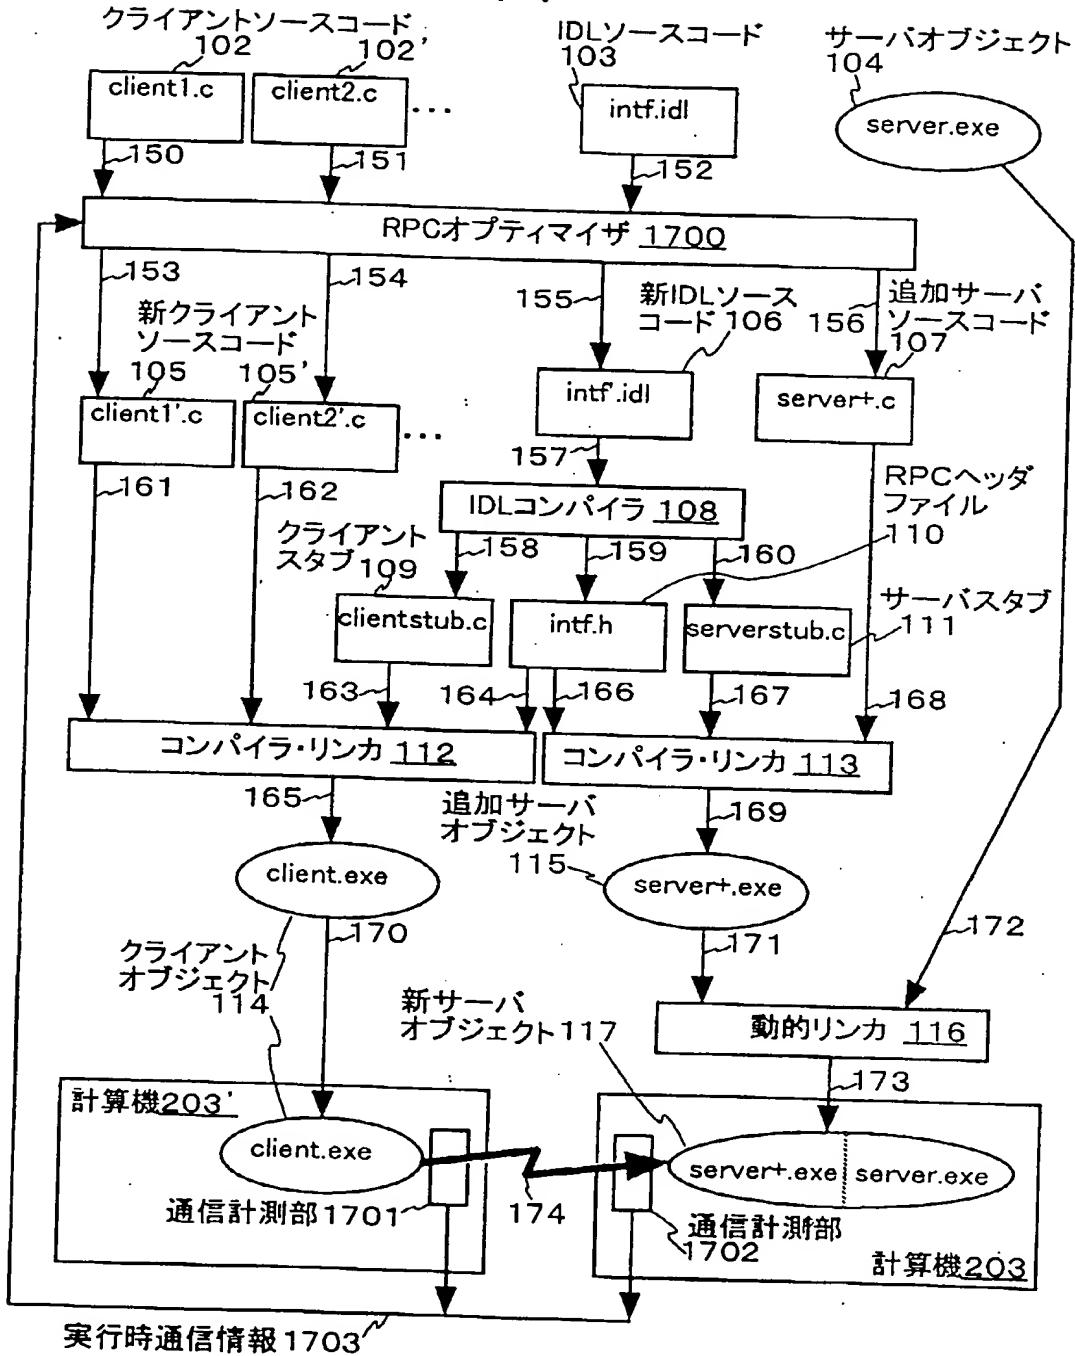 クライアントソースコード
102
102'
IDLソースコード
103
サーバオブジェクト
104
client1.c
client2.c
...
intf.idl
server.exe
150
151
152
RPCオプティマイザ 1700
153
154
155
新IDLソース
コード 106
156
追加サーバ
ソースコード
107
新クライアント
ソースコード
105
105'
client1'.c
client2'.c
...
intf'.idl
server+.c
157
161
162
IDLコンパイラ 108
RPCヘッダ
ファイル
110
クライアント
スタブ
109
158
159
160
clientstub.c
intf.h
serverstub.c
サーバスタブ
111
163
164
166
167
168
コンパイラ・リンカ 112
コンパイラ・リンカ 113
165
追加サーバ
オブジェクト
115
169
client.exe
server+.exe
170
171
172
クライアント
オブジェクト
114
新サーバ
オブジェクト117
動的リンカ 116
173
計算機203'
client.exe
server+.exe
server.exe
通信計測部1701
174
通信計測部
1702
計算機203
実行時通信情報1703